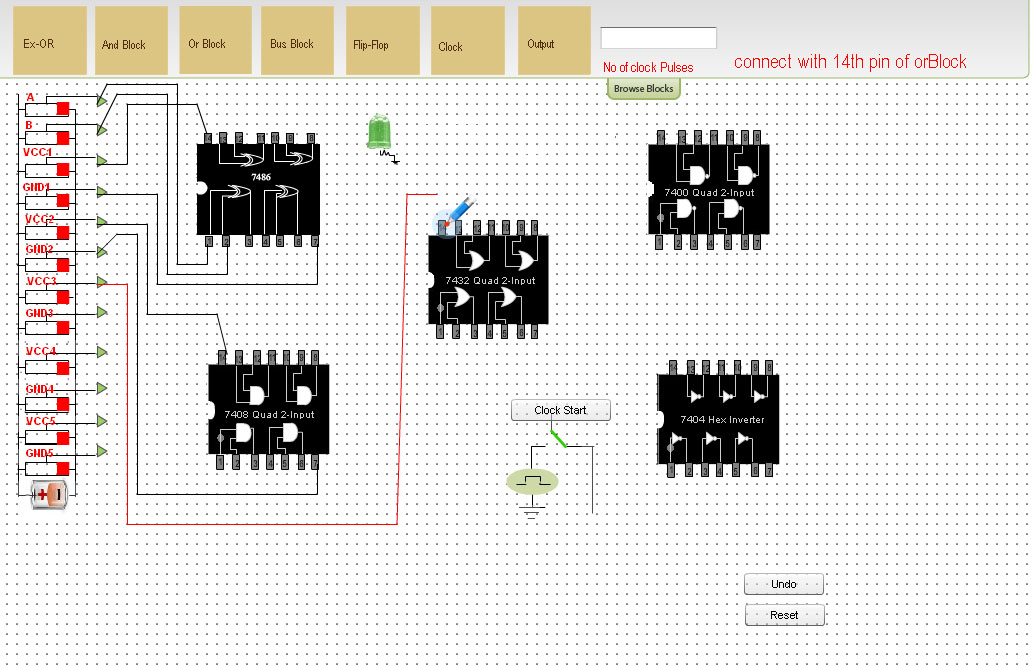 Ex-OR
And Block
Or Block
Bus Block
Flip-Flop
Clock
Output
No of clock Pulses
connect with 14th pin of orBlock
Browse Blocks
A
B
VCC1
GND1
VCC2
GND2
VCC3
GND3
VCC4
GND4
VCC5
GND5
7486
7400 Quad 2-Input
7432 Quad 2-Input
7408 Quad 2-Input
7404 Hex Inverter
Clock Start
Undo
Reset